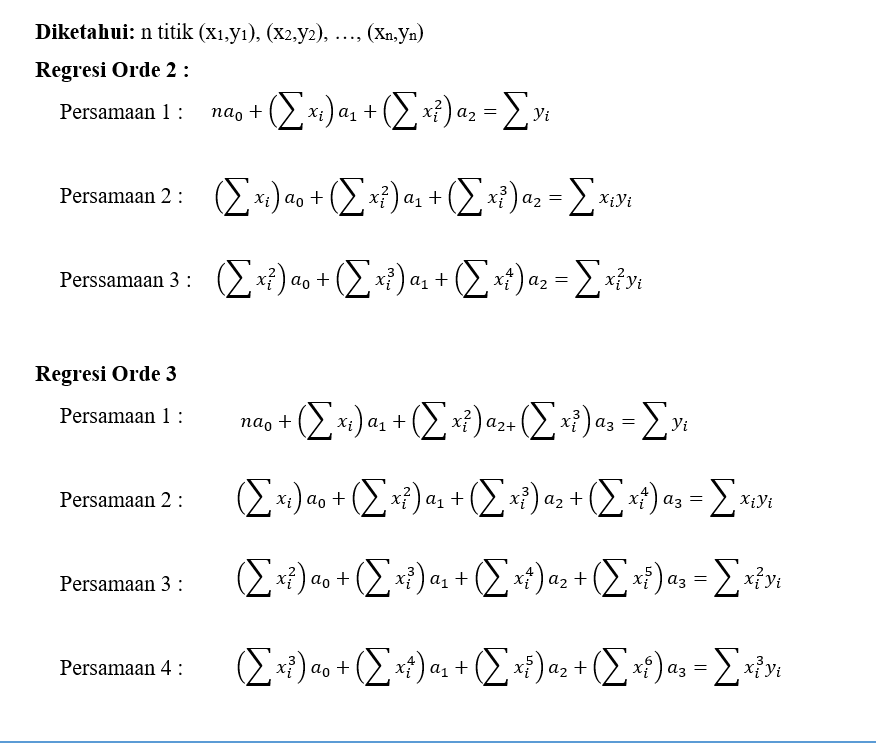 Diketahui: n titik (x₁,y₁), (x₂,y₂), …, (xₙ,yₙ)
Regresi Orde 2 :
Persamaan 1 : na₀ + (∑ xᵢ) a₁ + (∑ xᵢ²) a₂ = ∑ yᵢ
Persamaan 2 : (∑ xᵢ) a₀ + (∑ xᵢ²) a₁ + (∑ xᵢ³) a₂ = ∑ xᵢyᵢ
Perssamaan 3 : (∑ xᵢ²) a₀ + (∑ xᵢ³) a₁ + (∑ xᵢ⁴) a₂ = ∑ xᵢ²yᵢ
Regresi Orde 3
Persamaan 1 : na₀ + (∑ xᵢ) a₁ + (∑ xᵢ²) a₂₊ (∑ xᵢ³) a₃ = ∑ yᵢ
Persamaan 2 : (∑ xᵢ) a₀ + (∑ xᵢ²) a₁ + (∑ xᵢ³) a₂ + (∑ xᵢ⁴) a₃ = ∑ xᵢyᵢ
Persamaan 3 : (∑ xᵢ²) a₀ + (∑ xᵢ³) a₁ + (∑ xᵢ⁴) a₂ + (∑ xᵢ⁵) a₃ = ∑ xᵢ²yᵢ
Persamaan 4 : (∑ xᵢ³) a₀ + (∑ xᵢ⁴) a₁ + (∑ xᵢ⁵) a₂ + (∑ xᵢ⁶) a₃ = ∑ xᵢ³yᵢ